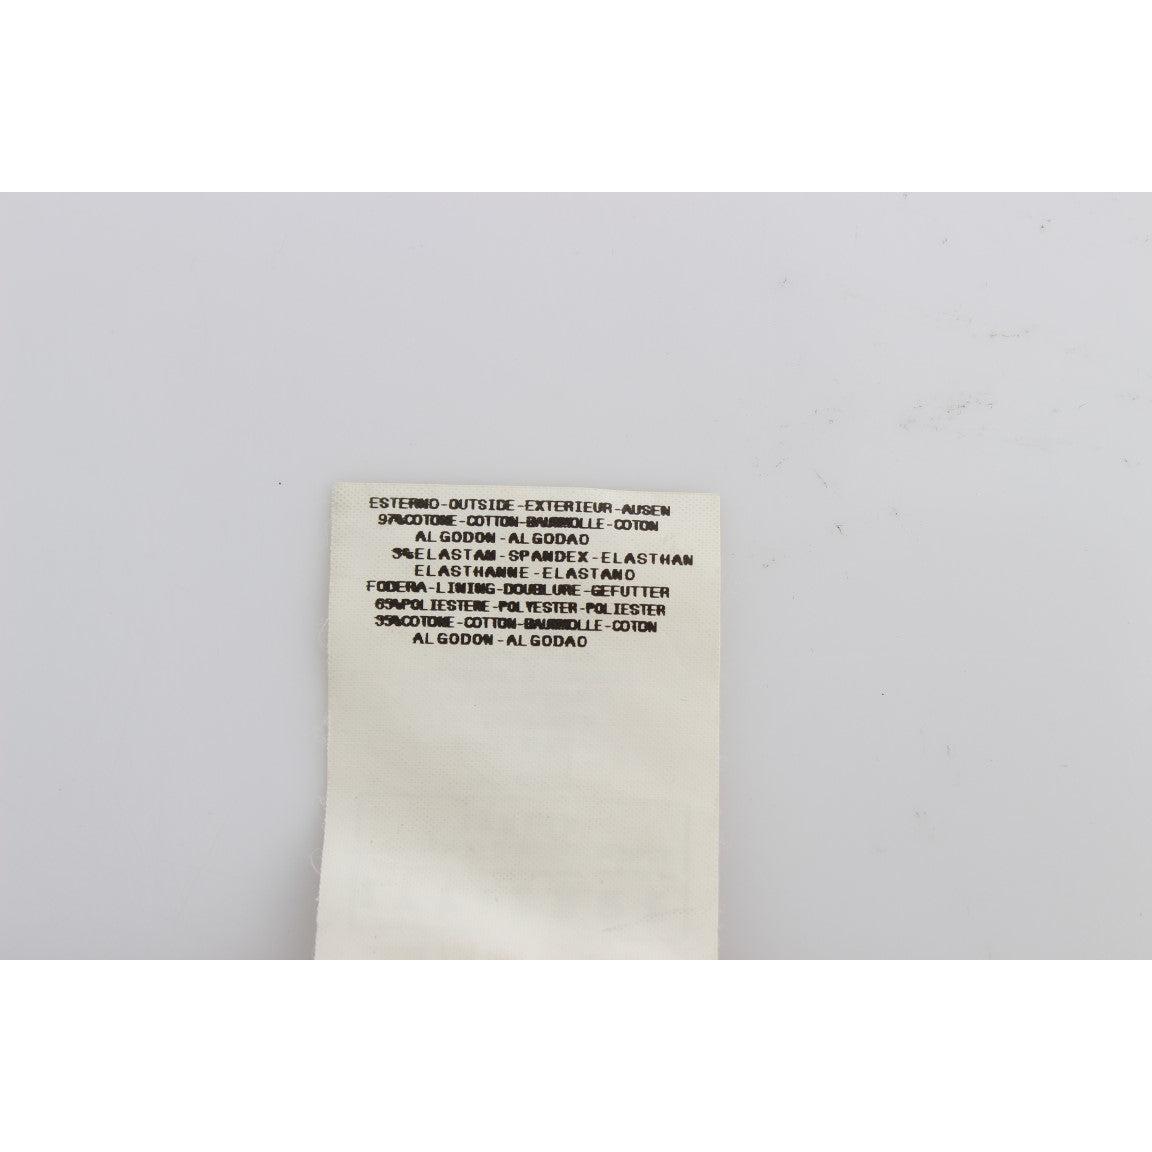 ESTERNO-OUTSIDE-EXTERIEUR-AUSEN
97%COTONE-COTTON-BAUMWOLLE-COTON
ALGODON-ALGODAO
3%ELASTAN-SPANDEX-ELASTHAN
ELASTHANNE-ELASTANO
FODERA-LINING-DOUBLURE-GEFUTTER
65%POLIESTERE-POLYESTER-POLIESTER
35%COTONE-COTTON-BAUMWOLLE-COTON
ALGODON-ALGODAO